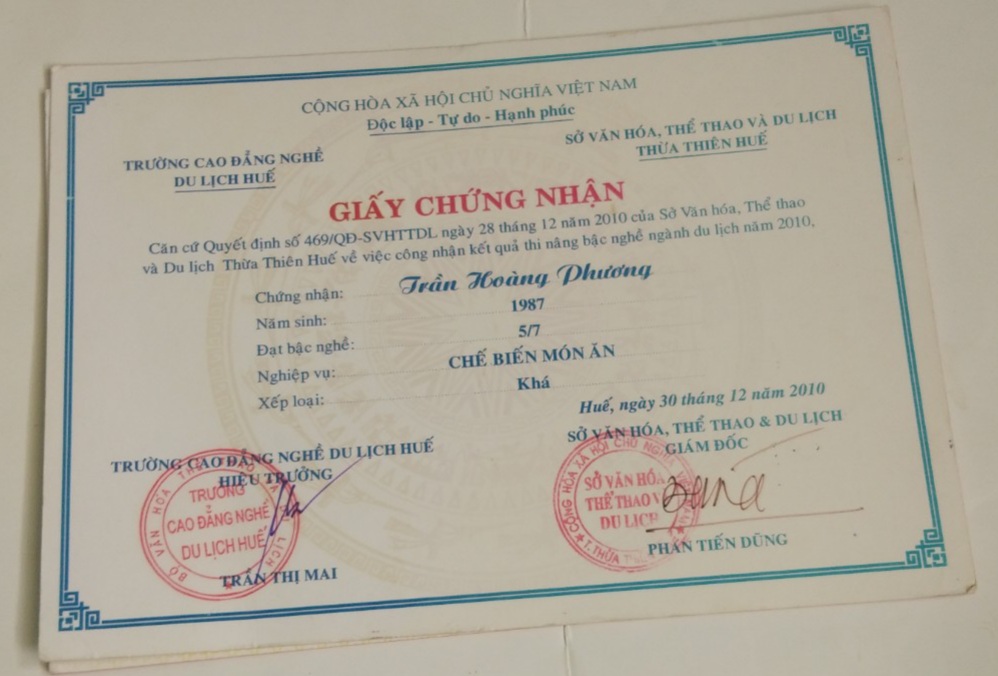 CỘNG HÒA XÃ HỘI CHỦ NGHĨA VIỆT NAM
Độc lập - Tự do - Hạnh phúc
TRƯỜNG CAO ĐẲNG NGHỀ
DU LỊCH HUẾ
SỞ VĂN HÓA, THỂ THAO VÀ DU LỊCH
THỪA THIÊN HUẾ
GIẤY CHỨNG NHẬN
Căn cứ Quyết định số 469/QĐ-SVHTTDL ngày 28 tháng 12 năm 2010 của Sở Văn hóa, Thể thao
và Du lịch Thừa Thiên Huế về việc công nhận kết quả thi nâng bậc nghề ngành du lịch năm 2010,
Chứng nhận: Trần Hoàng Phương
Năm sinh: 1987
Đạt bậc nghề: 5/7
Nghiệp vụ: CHẾ BIẾN MÓN ĂN
Xếp loại: Khá
Huế, ngày 30 tháng 12 năm 2010
TRƯỜNG CAO ĐẲNG NGHỀ DU LỊCH HUẾ
HIỆU TRƯỞNG
TRƯỜNG
CAO ĐẲNG NGHỀ
DU LỊCH HUẾ
TRẦN THỊ MAI
SỞ VĂN HÓA, THỂ THAO & DU LỊCH
GIÁM ĐỐC
CỘNG HÒA XÃ HỘI CHỦ NGHĨA
SỞ VĂN HÓA
THỂ THAO V
DU LỊCH
T.THỪA
PHAN TIẾN DŨNG